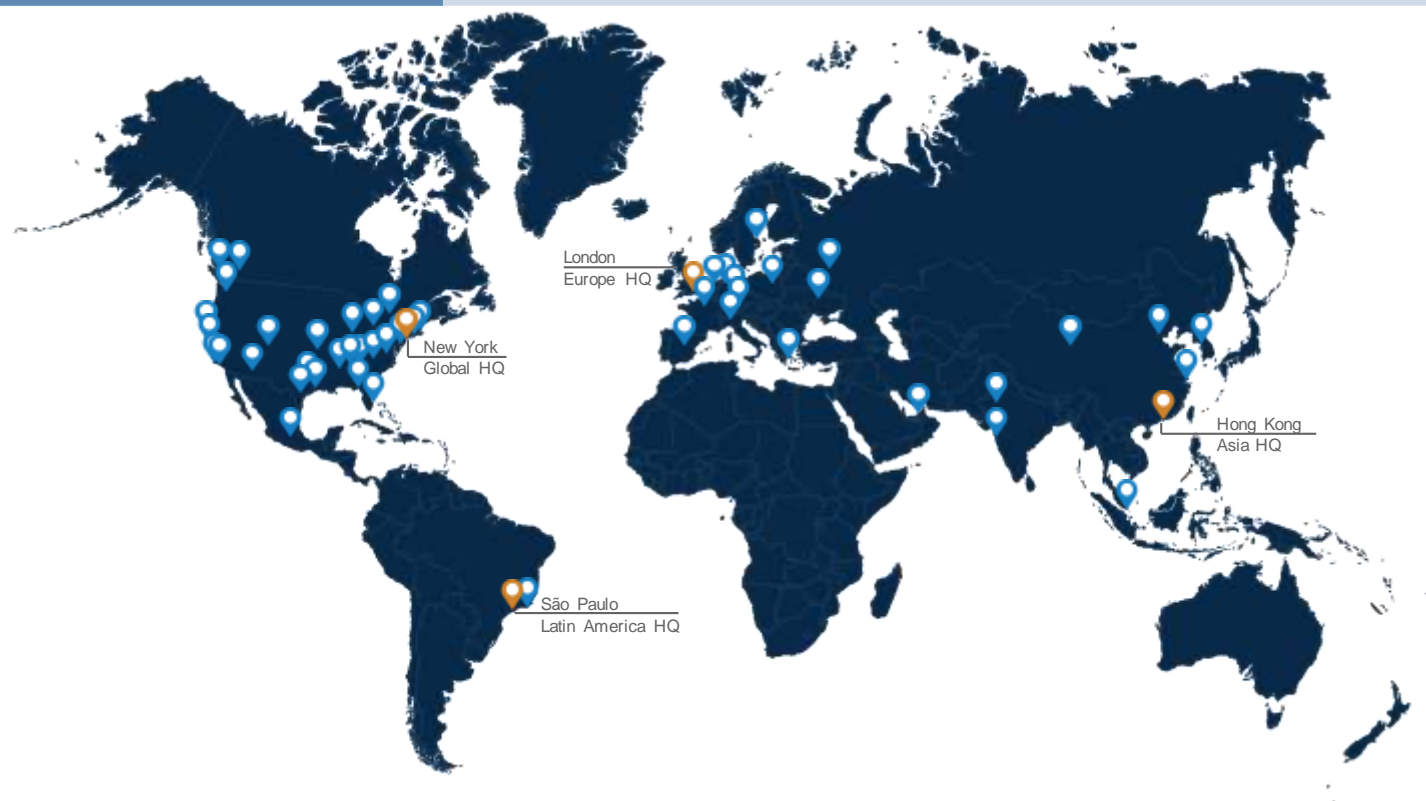 London
Europe HQ
New York
Global HQ
Hong Kong
Asia HQ
São Paulo
Latin America HQ